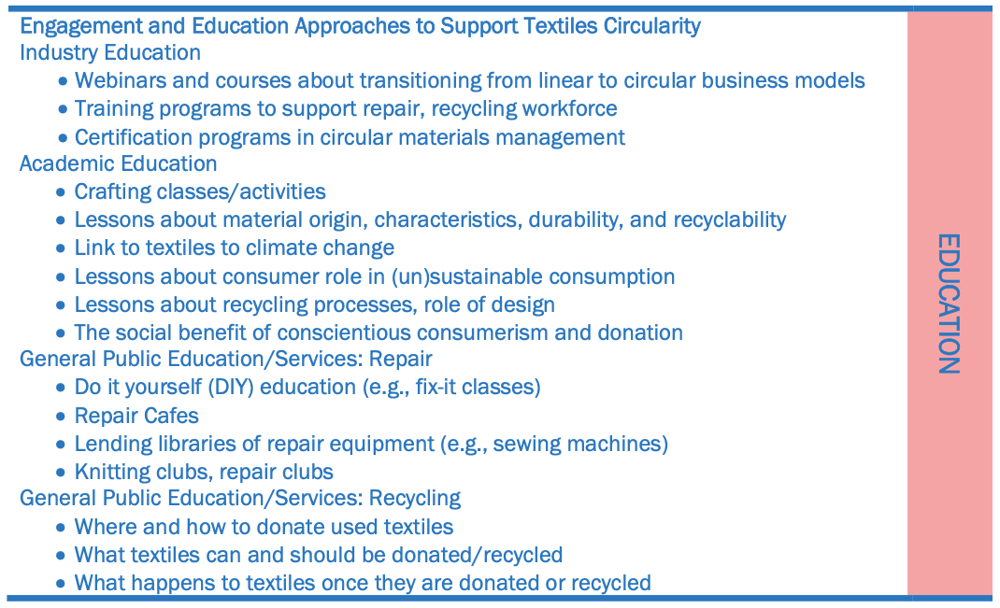 Engagement and Education Approaches to Support Textiles Circularity
Industry Education
• Webinars and courses about transitioning from linear to circular business models
• Training programs to support repair, recycling workforce
• Certification programs in circular materials management
Academic Education
• Crafting classes/activities
• Lessons about material origin, characteristics, durability, and recyclability
• Link to textiles to climate change
• Lessons about consumer role in (un)sustainable consumption
• Lessons about recycling processes, role of design
• The social benefit of conscientious consumerism and donation
General Public Education/Services: Repair
• Do it yourself (DIY) education (e.g., fix-it classes)
• Repair Cafes
• Lending libraries of repair equipment (e.g., sewing machines)
• Knitting clubs, repair clubs
General Public Education/Services: Recycling
• Where and how to donate used textiles
• What textiles can and should be donated/recycled
• What happens to textiles once they are donated or recycled
EDUCATION